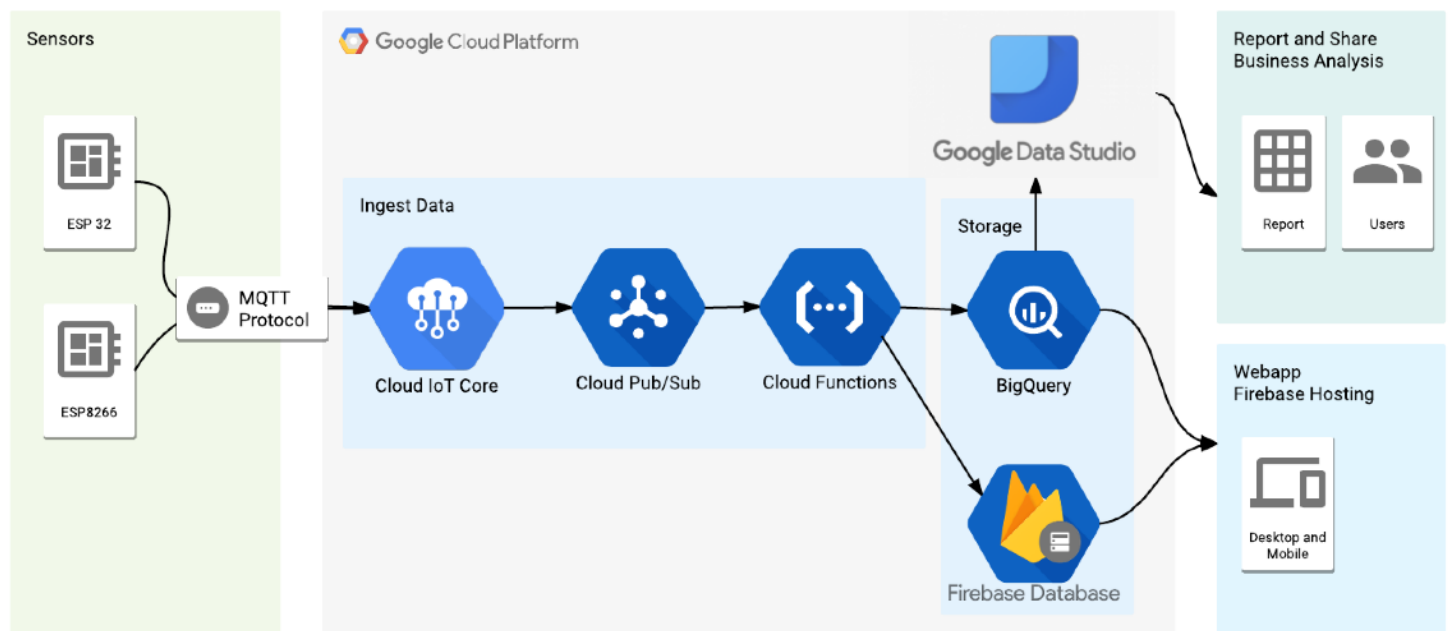 Sensors
ESP 32
ESP8266
MQTT
Protocol
Google Cloud Platform
Ingest Data
Cloud IoT Core
Cloud Pub/Sub
Cloud Functions
Google Data Studio
Storage
BigQuery
Firebase Database
Report and Share
Business Analysis
Report
Users
Webapp
Firebase Hosting
Desktop and
Mobile